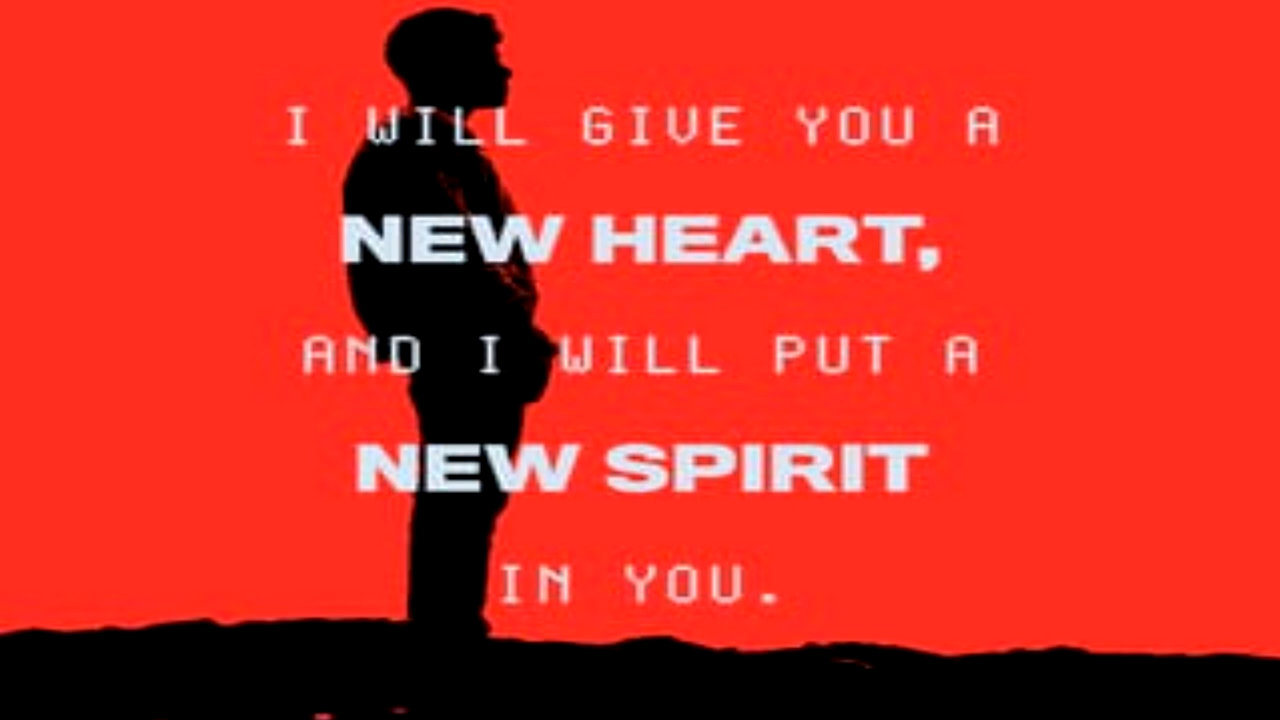 I WILL GIVE YOU A
NEW HEART,
AND I WILL PUT A
NEW SPIRIT
IN YOU.